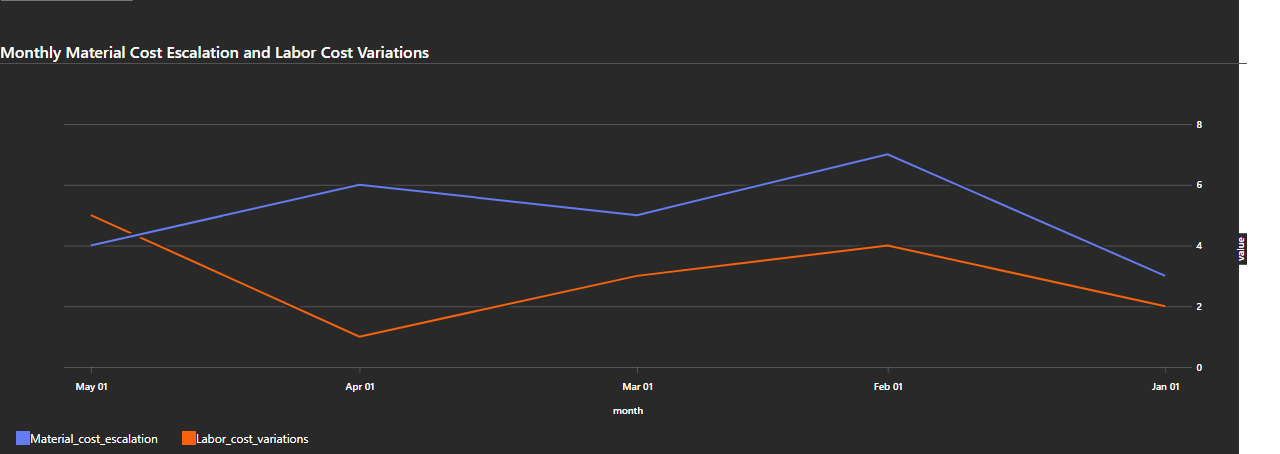 Monthly Material Cost Escalation and Labor Cost Variations
8
6
4
2
0
value
May 01 Apr 01 Mar 01 Feb 01 Jan 01
month
Material_cost_escalation Labor_cost_variations